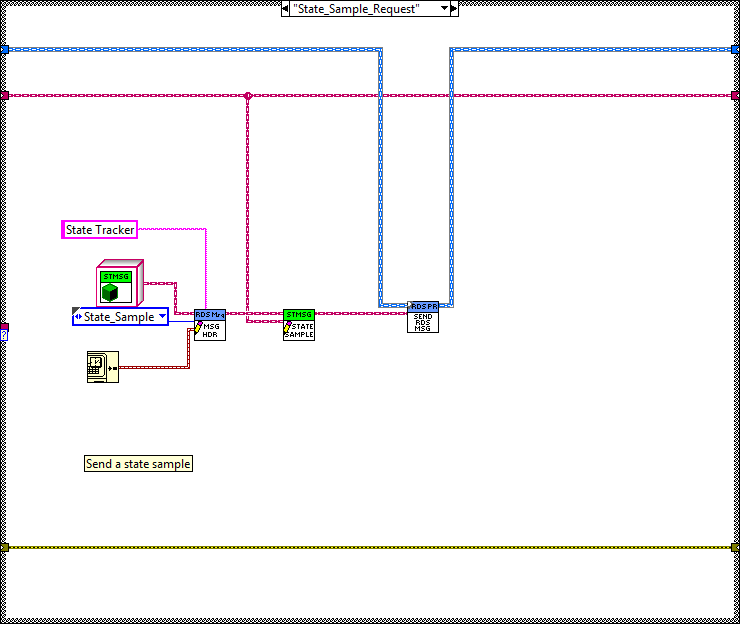 "State_Sample_Request"
State Tracker
STMSG
State_Sample
RDS Msg
MSG
HDR
STMSG
STATE
SAMPLE
RDS PR
SEND
RDS
MSG
?
Send a state sample